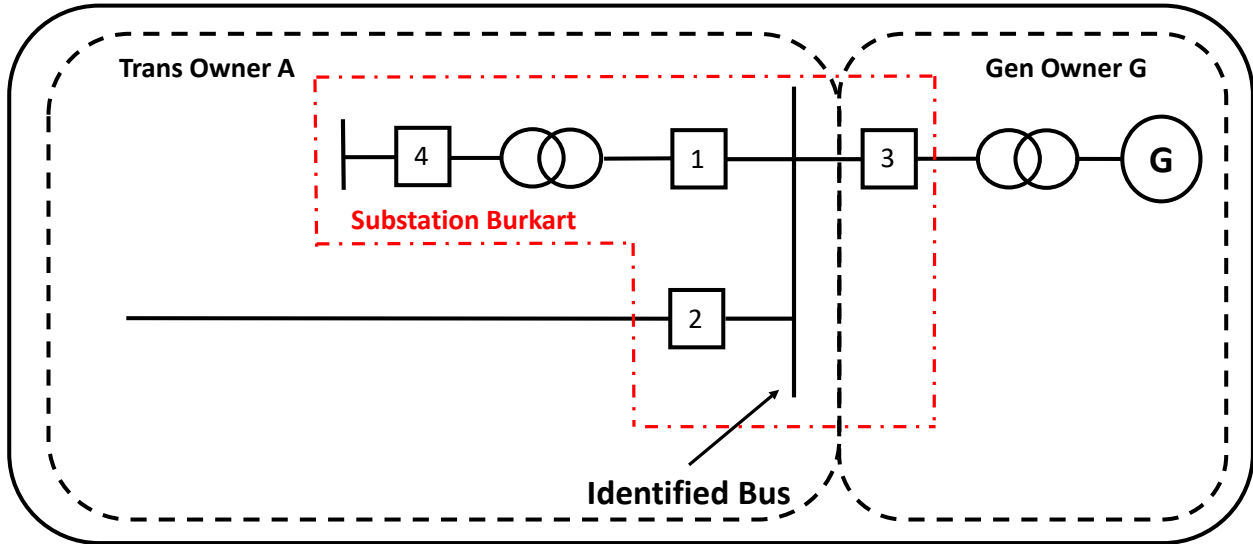 Trans Owner A
Gen Owner G
4
1
3
G
Substation Burkart
2
Identified Bus